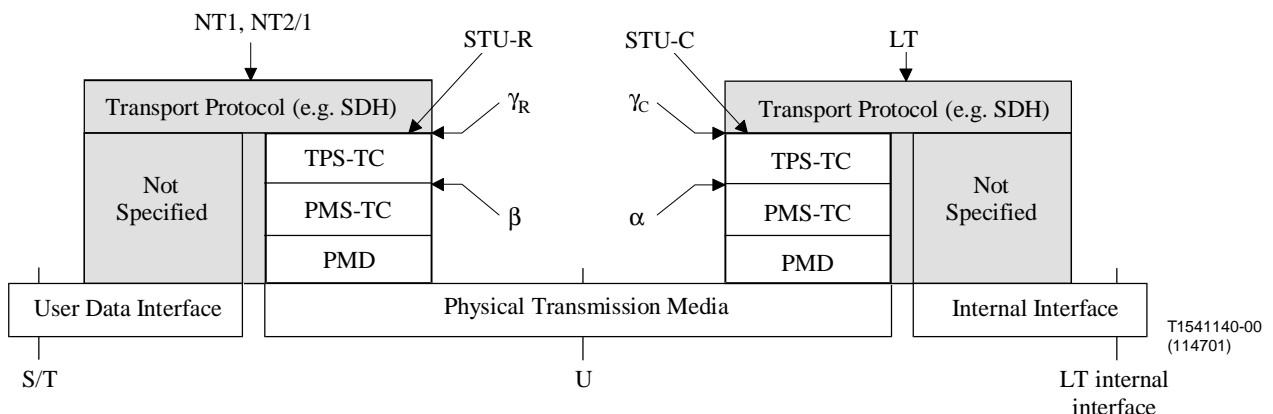 NT1, NT2/1
STU-R
STU-C
LT
Transport Protocol (e.g. SDH)
γR
γC
Transport Protocol (e.g. SDH)
TPS-TC
TPS-TC
Not
Specified
Not
Specified
PMS-TC
β
α
PMS-TC
PMD
PMD
User Data Interface
Physical Transmission Media
Internal Interface
T1541140-00
(114701)
S/T
U
LT internal
interface